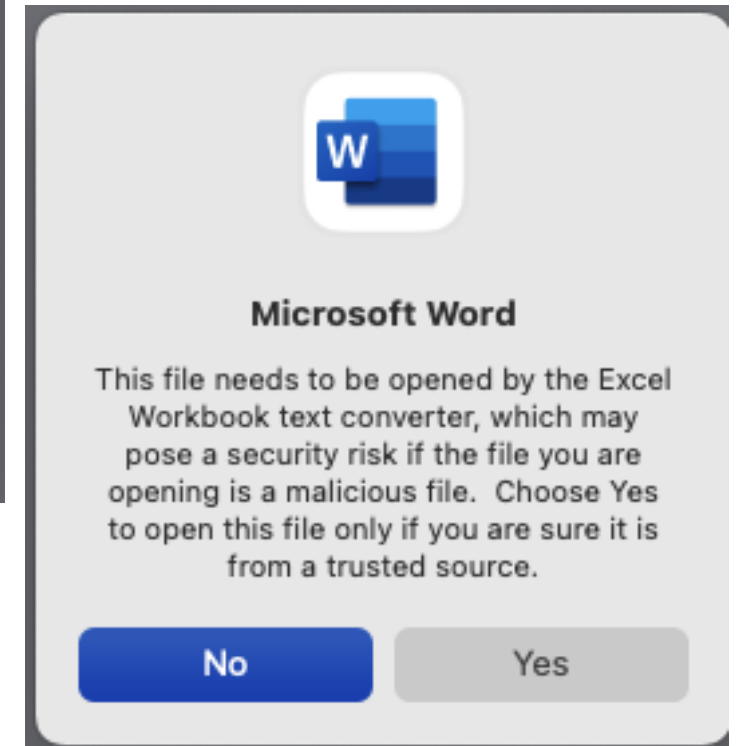 W
Microsoft Word
This file needs to be opened by the Excel
Workbook text converter, which may
pose a security risk if the file you are
opening is a malicious file.  Choose Yes
to open this file only if you are sure it is
from a trusted source.
No
Yes